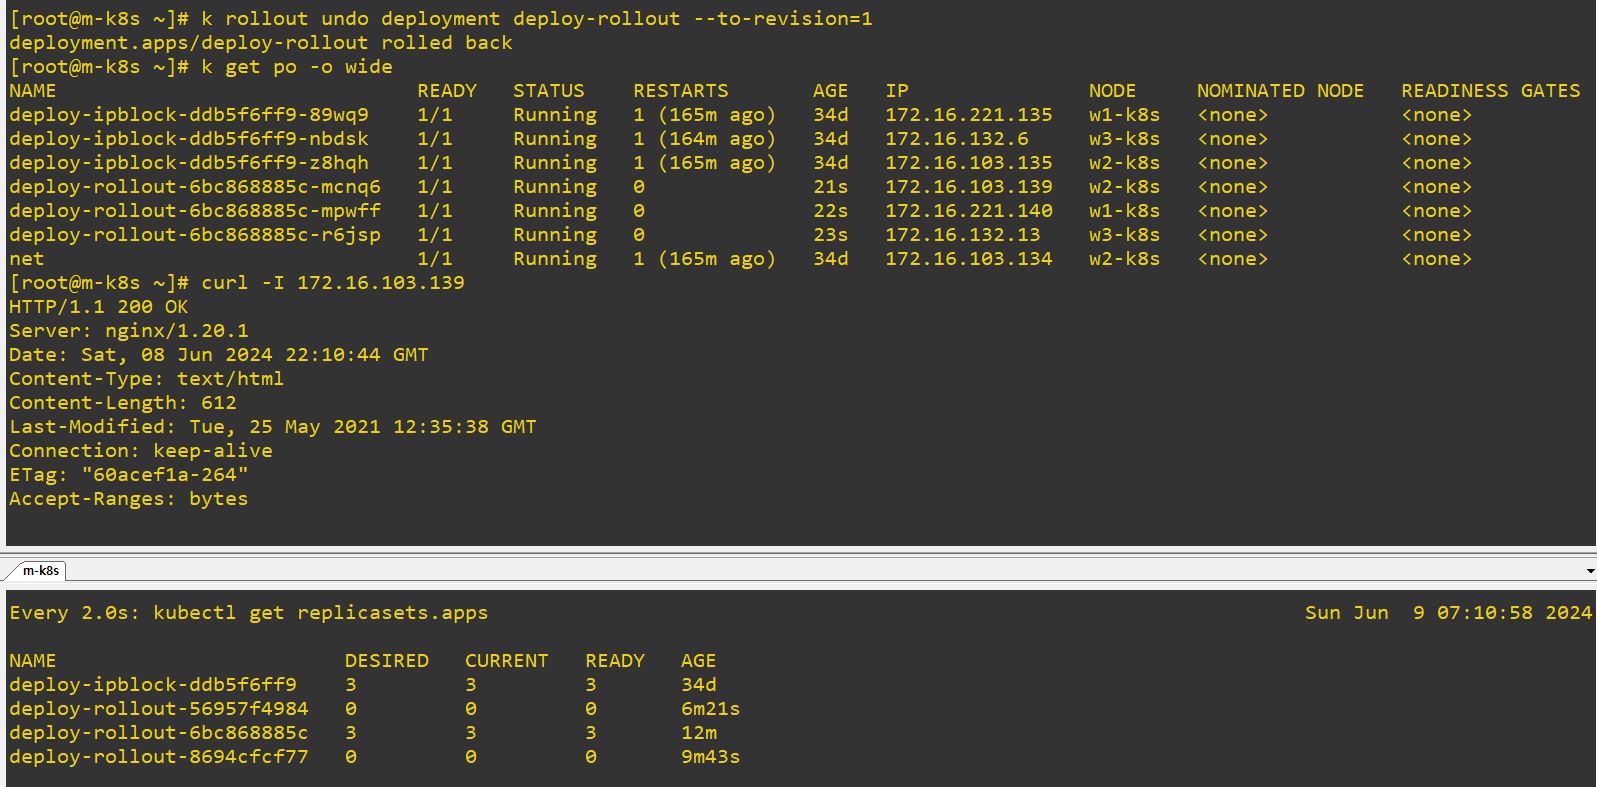 [root@m-k8s ~]# k rollout undo deployment deploy-rollout --to-revision=1
deployment.apps/deploy-rollout rolled back
[root@m-k8s ~]# k get po -o wide
NAME READY STATUS RESTARTS AGE IP NODE NOMINATED NODE READINESS GATES
deploy-ipblock-ddb5f6ff9-89wq9 1/1 Running 1 (165m ago) 34d 172.16.221.135 w1-k8s <none> <none>
deploy-ipblock-ddb5f6ff9-nbdsk 1/1 Running 1 (164m ago) 34d 172.16.132.6 w3-k8s <none> <none>
deploy-ipblock-ddb5f6ff9-z8hqh 1/1 Running 1 (165m ago) 34d 172.16.103.135 w2-k8s <none> <none>
deploy-rollout-6bc868885c-mcnq6 1/1 Running 0 21s 172.16.103.139 w2-k8s <none> <none>
deploy-rollout-6bc868885c-mpwff 1/1 Running 0 22s 172.16.221.140 w1-k8s <none> <none>
deploy-rollout-6bc868885c-r6jsp 1/1 Running 0 23s 172.16.132.13 w3-k8s <none> <none>
net 1/1 Running 1 (165m ago) 34d 172.16.103.134 w2-k8s <none> <none>
[root@m-k8s ~]# curl -I 172.16.103.139
HTTP/1.1 200 OK
Server: nginx/1.20.1
Date: Sat, 08 Jun 2024 22:10:44 GMT
Content-Type: text/html
Content-Length: 612
Last-Modified: Tue, 25 May 2021 12:35:38 GMT
Connection: keep-alive
ETag: "60acef1a-264"
Accept-Ranges: bytes
m-k8s
Every 2.0s: kubectl get replicasets.apps Sun Jun 9 07:10:58 2024
NAME DESIRED CURRENT READY AGE
deploy-ipblock-ddb5f6ff9 3 3 3 34d
deploy-rollout-56957f4984 0 0 0 6m21s
deploy-rollout-6bc868885c 3 3 3 12m
deploy-rollout-8694cfcf77 0 0 0 9m43s